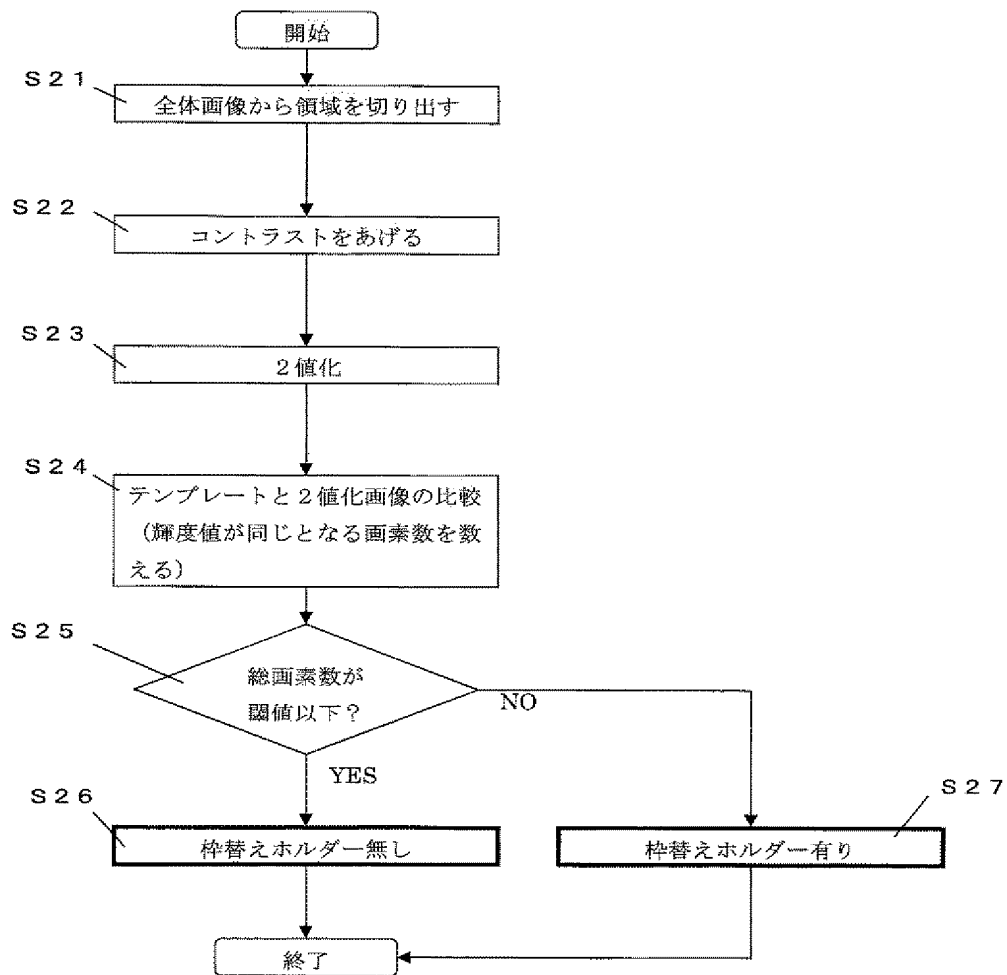 開始
S21
全体画像から領域を切り出す
S22
コントラストをあげる
S23
2値化
S24
テンプレートと2値化画像の比較
（輝度値が同じとなる画素数を数
える）
S25
総画素数が
閾値以下？
NO
YES
S26
枠替えホルダー無し
S27
枠替えホルダー有り
終了